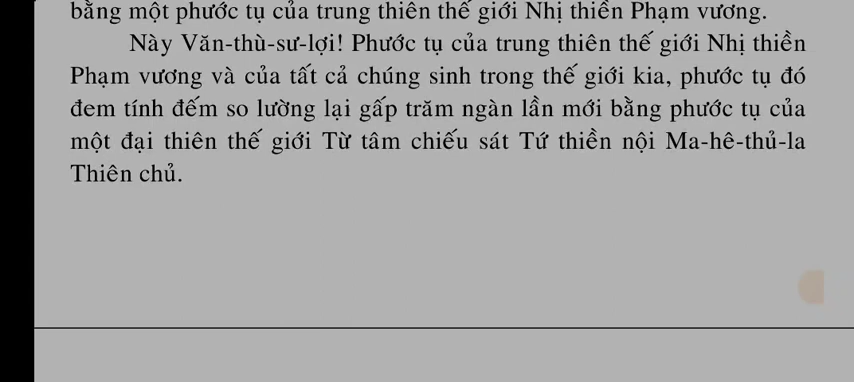 bằng một phước tụ của trung thiên thế giới Nhị thiền Phạm vương.
Này Văn-thù-sư-lợi! Phước tụ của trung thiên thế giới Nhị thiền
Phạm vương và của tất cả chúng sinh trong thế giới kia, phước tụ đó
đem tính đếm so lường lại gấp trăm ngàn lần mới bằng phước tụ của
một đại thiên thế giới Từ tâm chiếu sát Tứ thiền nội Ma-hê-thủ-la
Thiên chủ.